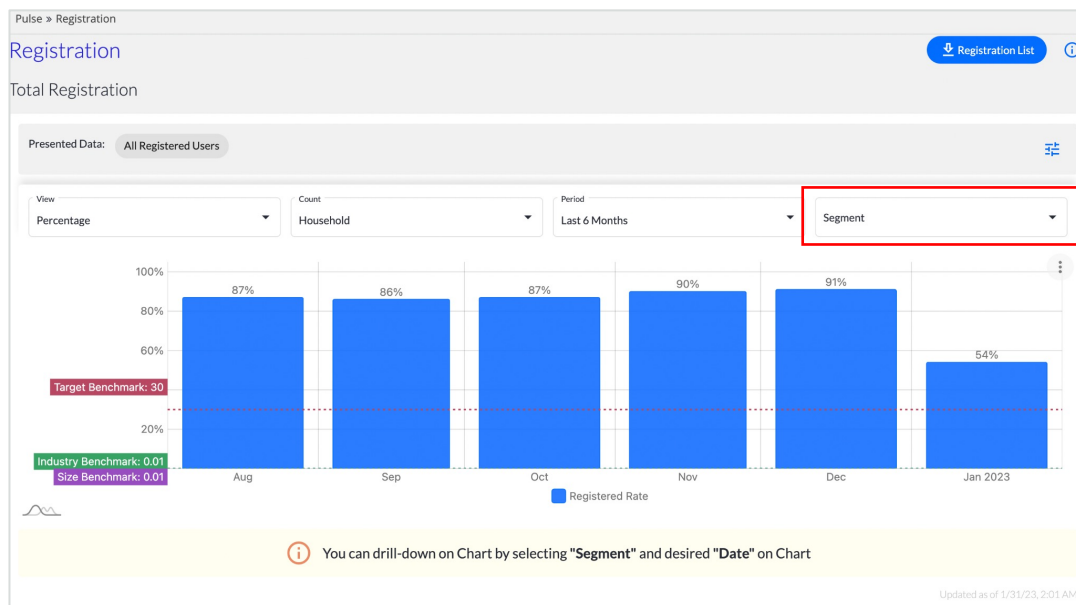 Pulse » Registration
Registration
Registration List
Total Registration
Presented Data: All Registered Users
View
Percentage
Count
Household
Period
Last 6 Months
Segment
100%
80%
60%
20%
Target Benchmark: 30
Industry Benchmark: 0.01
Size Benchmark: 0.01
87%
86%
87%
90%
91%
54%
Aug
Sep
Oct
Nov
Dec
Jan 2023
Registered Rate
You can drill-down on Chart by selecting "Segment" and desired "Date" on Chart
Updated as of 1/31/23, 2:01 AM